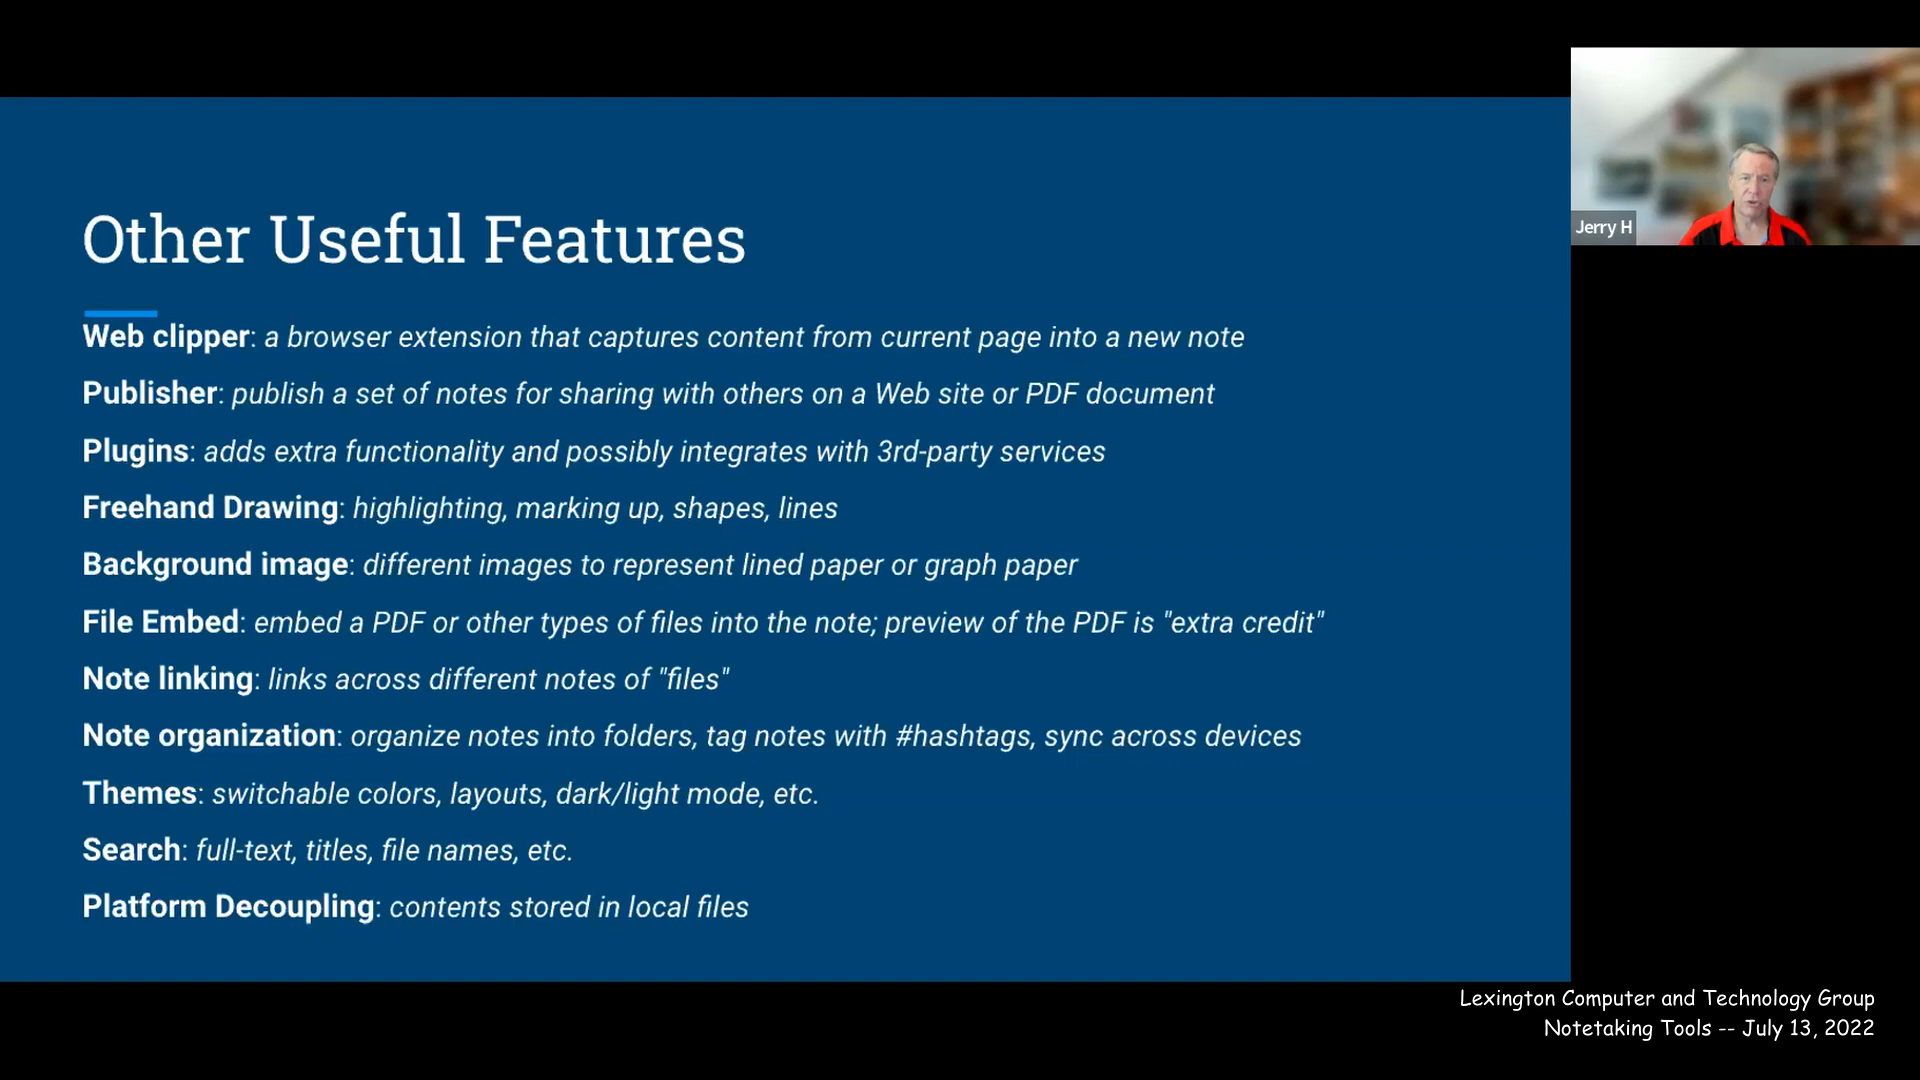 Other Useful Features
Web clipper: a browser extension that captures content from current page into a new note
Publisher: publish a set of notes for sharing with others on a Web site or PDF document
Plugins: adds extra functionality and possibly integrates with 3rd-party services
Freehand Drawing: highlighting, marking up, shapes, lines
Background image: different images to represent lined paper or graph paper
File Embed: embed a PDF or other types of files into the note; preview of the PDF is "extra credit"
Note linking: links across different notes of "files"
Note organization: organize notes into folders, tag notes with #hashtags, sync across devices
Themes: switchable colors, layouts, dark/light mode, etc.
Search: full-text, titles, file names, etc.
Platform Decoupling: contents stored in local files
Jerry H
Lexington Computer and Technology Group
Notetaking Tools -- July 13, 2022